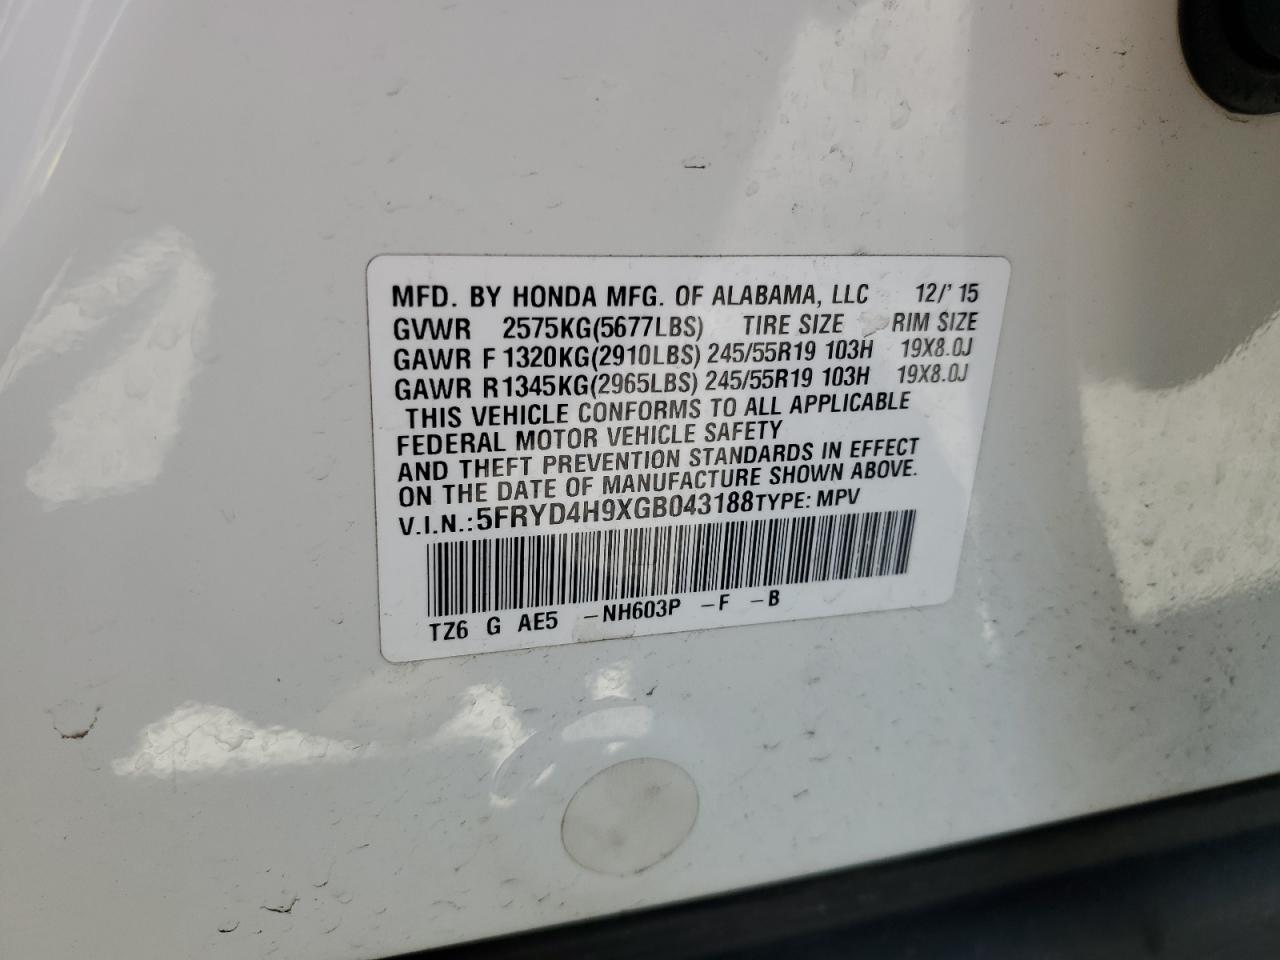 MFD. BY HONDA MFG. OF ALABAMA, LLC 12/'15
GVWR 2575KG(5677LBS) TIRE SIZE RIM SIZE
GAWR F 1320KG(2910LBS) 245/55R19 103H 19X8.0J
GAWR R 1345KG(2965LBS) 245/55R19 103H 19X8.0J
THIS VEHICLE CONFORMS TO ALL APPLICABLE
FEDERAL MOTOR VEHICLE SAFETY
AND THEFT PREVENTION STANDARDS IN EFFECT
ON THE DATE OF MANUFACTURE SHOWN ABOVE.
V.I.N.: 5FRYD4H9XGB043188 TYPE: MPV
TZ6 G AE5 -NH603P -F -B